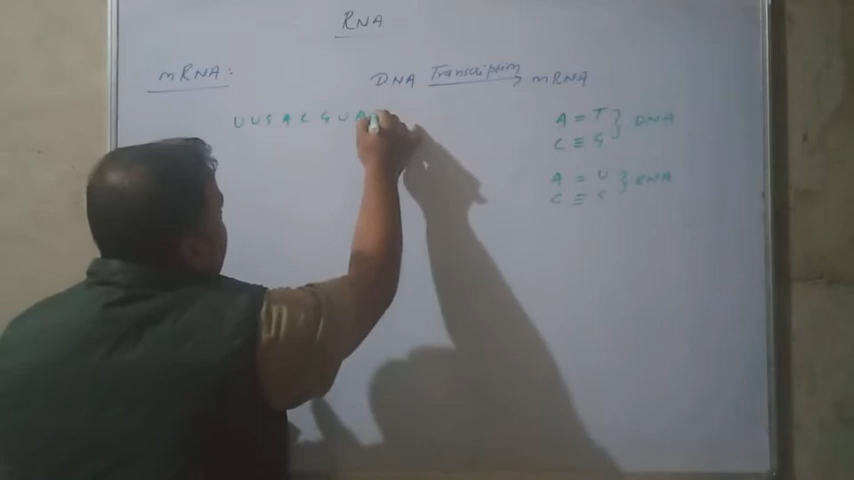 RNA
mRNA:
DNA Transcription mRNA
U U G A C G U A
A = T } DNA
C ≡ G
A = U } RNA
C ≡ G